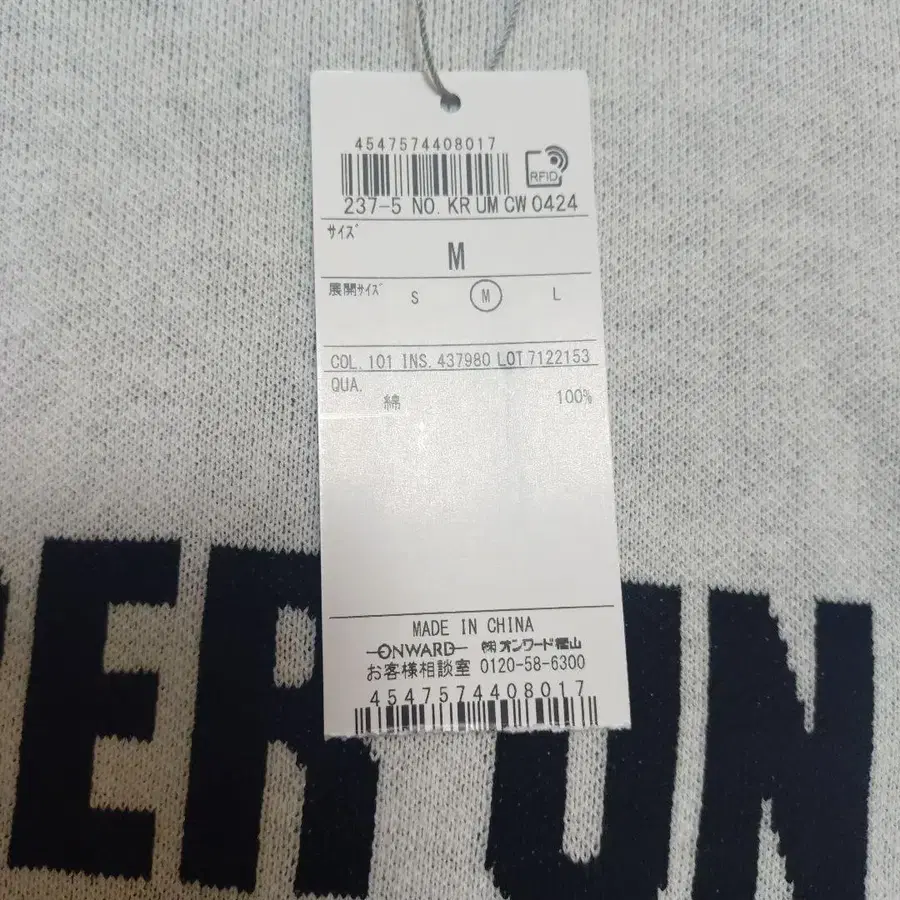 4547574408017
RFID
237-5 NO. KR UM CW 0424
サイズ
M
展開サイズ S M L
COL. 101 INS. 437980 LOT 7122153
QUA.
綿 100%
MADE IN CHINA
ONWARD ㈱オンワード樫山
お客様相談室 0120-58-6300
4547574408017
ER UN